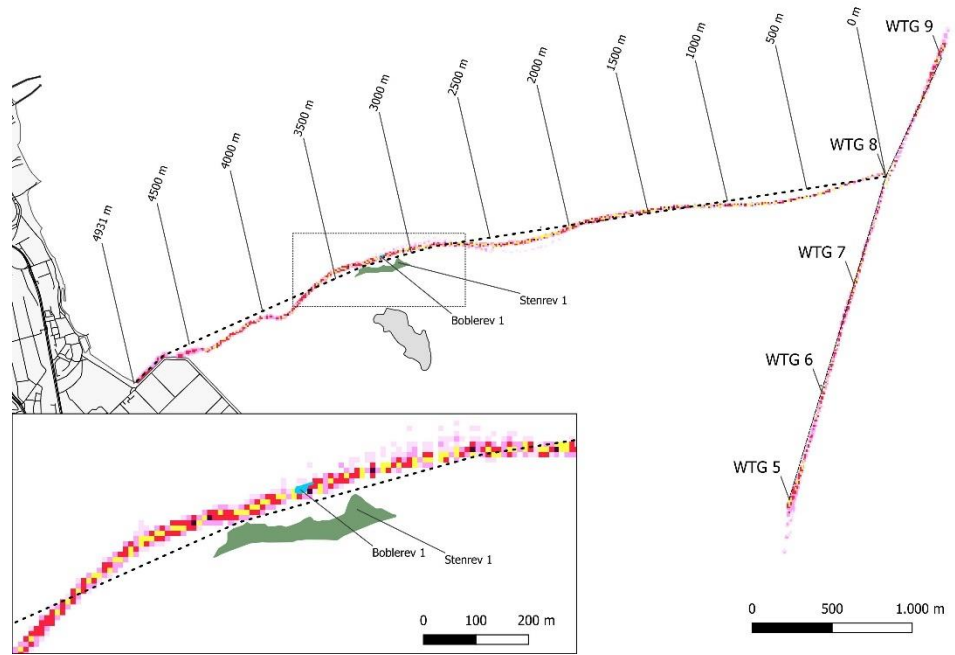 WTG 9
0 m
500 m
1000 m
1500 m
2000 m
2500 m
3000 m
3500 m
4000 m
4500 m
4931 m
WTG 8
WTG 7
WTG 6
WTG 5
Stenrev 1
Boblerev 1
Boblerev 1
Stenrev 1
0 100 200 m
0 500 1.000 m